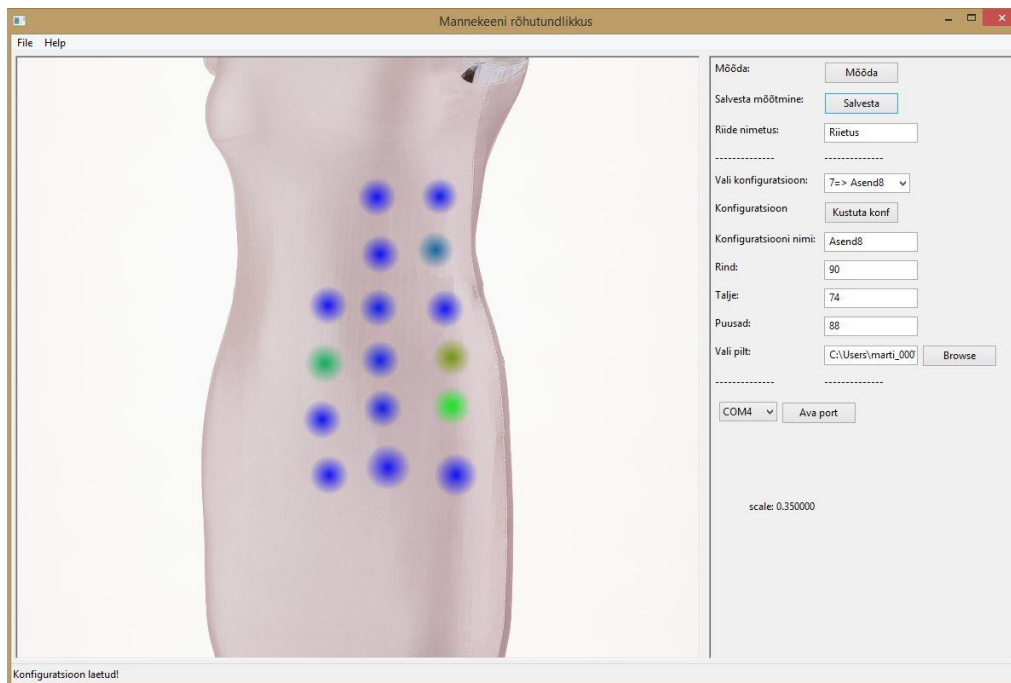 Mannekeeni rõhutundlikkus
File Help
Mõõda: Mõõda
Salvesta mõõtmine: Salvesta
Riide nimetus: Riietus
-------------- -------------
Vali konfiguratsioon: 7=> Asend8
Konfiguratsioon Kustuta konf
Konfiguratsiooni nimi: Asend8
Rind: 90
Talje: 74
Puusad: 88
Vali pilt: C:\Users\marti_000' Browse
-------------- -------------
COM4 Ava port
scale: 0.350000
Konfiguratsioon laetud!